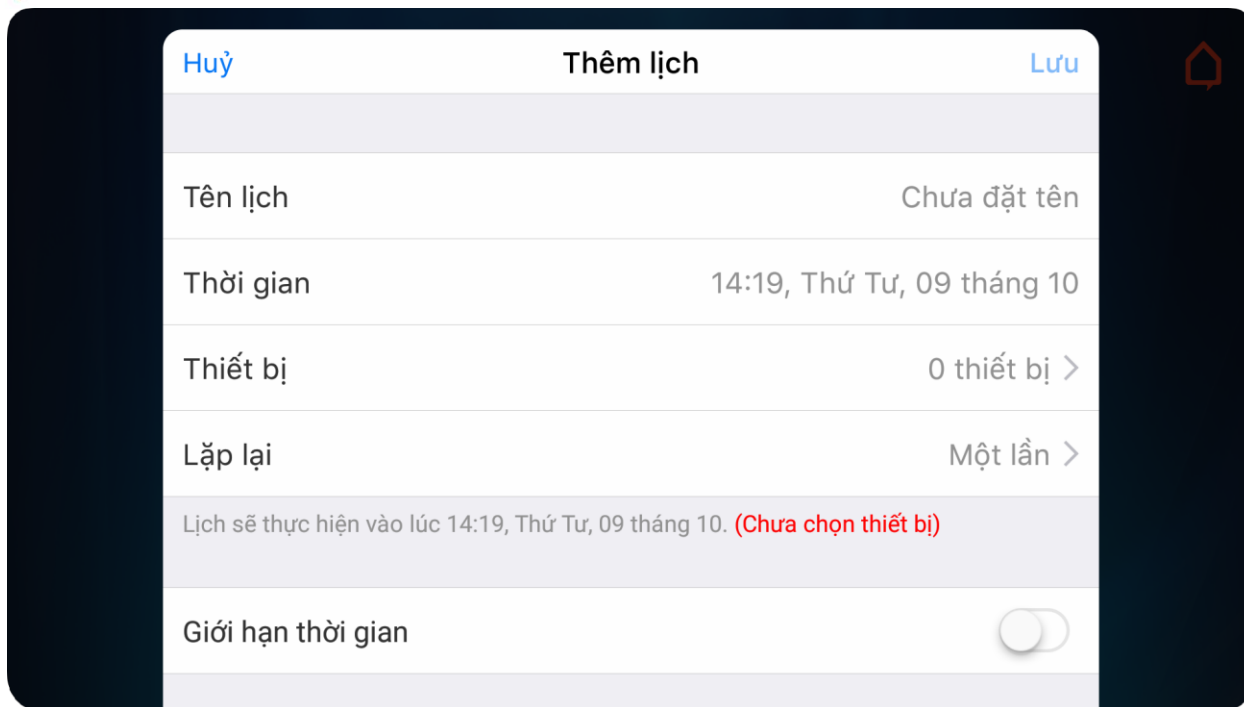 Huỷ Thêm lịch Lưu
Tên lịch Chưa đặt tên
Thời gian 14:19, Thứ Tư, 09 tháng 10
Thiết bị 0 thiết bị
Lặp lại Một lần
Lịch sẽ thực hiện vào lúc 14:19, Thứ Tư, 09 tháng 10. (Chưa chọn thiết bị)
Giới hạn thời gian